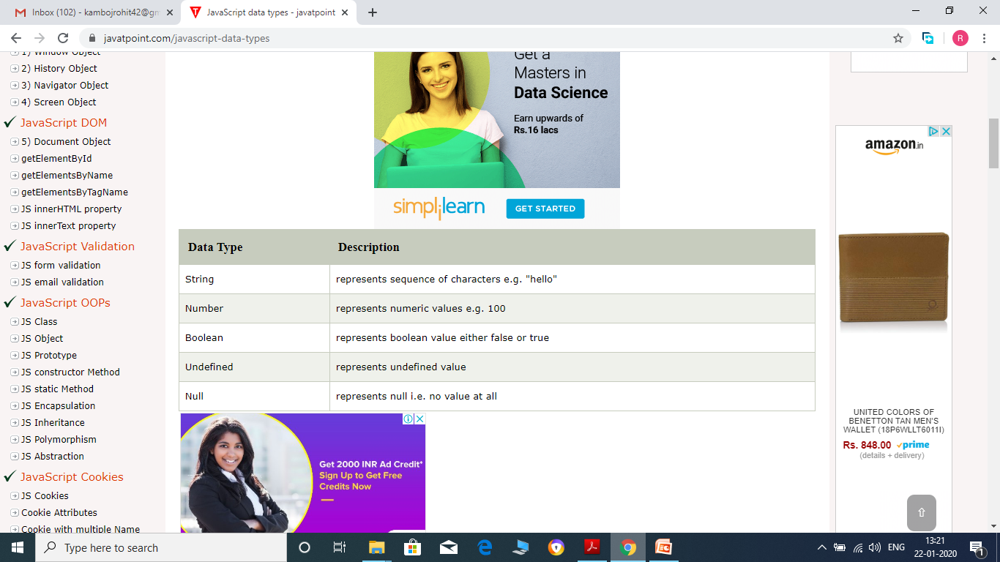 Inbox (102) - kambojrohit42@gm
JavaScript data types - javatpoint
javatpoint.com/javascript-data-types
R
1) Window Object
2) History Object
3) Navigator Object
4) Screen Object
JavaScript DOM
5) Document Object
getElementById
getElementsByName
getElementsByTagName
JS innerHTML property
JS innerText property
JavaScript Validation
JS form validation
JS email validation
JavaScript OOPs
JS Class
JS Object
JS Prototype
JS constructor Method
JS static Method
JS Encapsulation
JS Inheritance
JS Polymorphism
JS Abstraction
JavaScript Cookies
JS Cookies
Cookie Attributes
Cookie with multiple Name
Get a
Masters in
Data Science
Earn upwards of
Rs.16 lacs
simplilearn GET STARTED
Data Type Description
String represents sequence of characters e.g. "hello"
Number represents numeric values e.g. 100
Boolean represents boolean value either false or true
Undefined represents undefined value
Null represents null i.e. no value at all
Get 2000 INR Ad Credit*
Sign Up to Get Free
Credits Now
amazon.in
UNITED COLORS OF
BENETTON TAN MEN'S
WALLET (18P6WLLT6011I)
Rs. 848.00 prime
(details + delivery)
Type here to search
ENG
13:21
22-01-2020
1